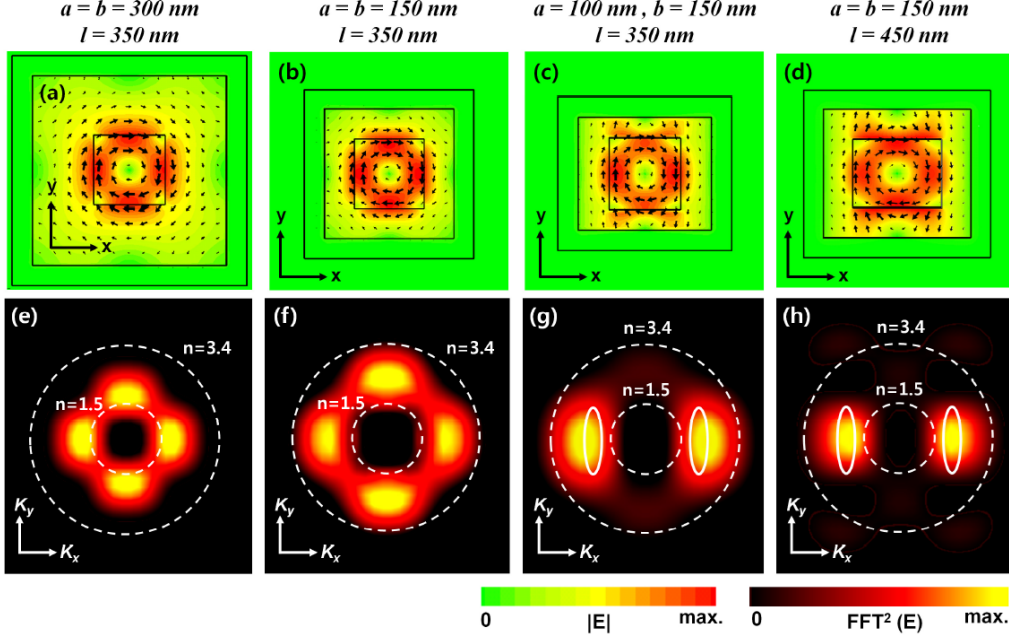 a = b = 300 nm
l = 350 nm
a = b = 150 nm
l = 350 nm
a = 100 nm , b = 150 nm
l = 350 nm
a = b = 150 nm
l = 450 nm
(a)
y
x
(b)
y
x
(c)
y
x
(d)
y
x
(e)
n=3.4
n=1.5
Ky
Kx
(f)
n=3.4
n=1.5
Ky
Kx
(g)
n=3.4
n=1.5
Ky
Kx
(h)
n=3.4
n=1.5
Ky
Kx
0 |E| max.
0 FFT² (E) max.